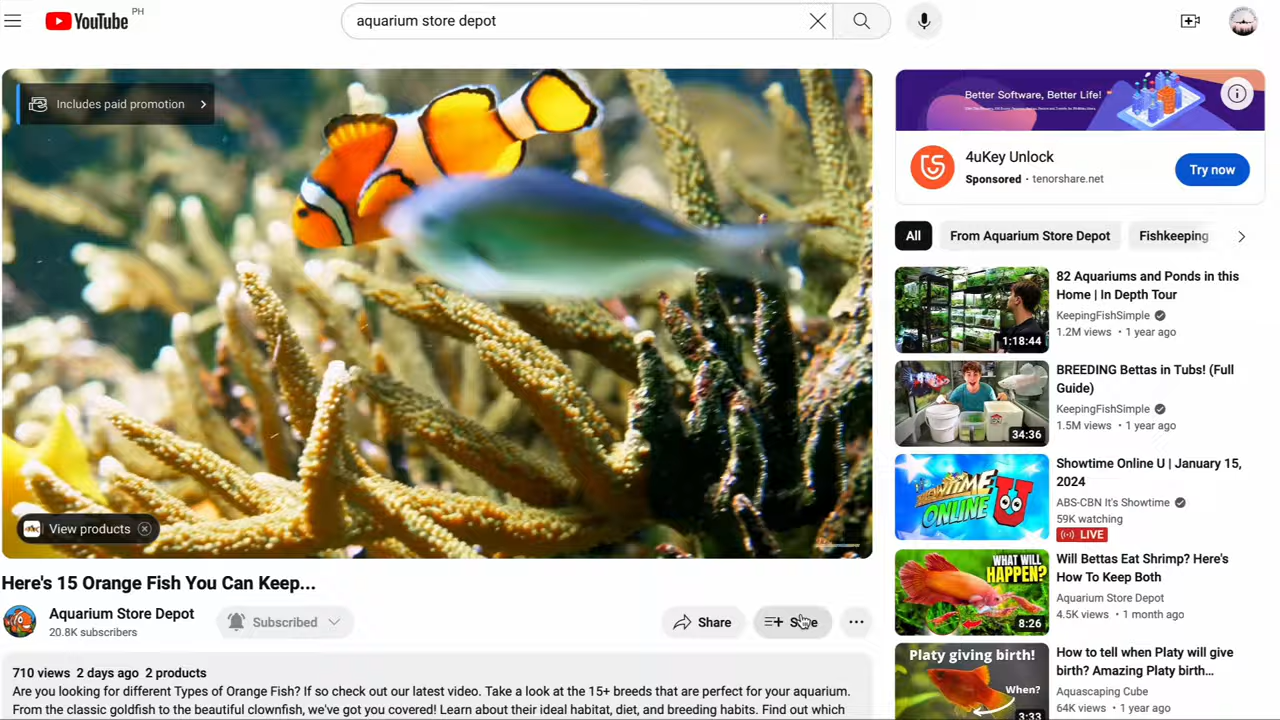 YouTube PH
aquarium store depot
Includes paid promotion
View products
Here's 15 Orange Fish You Can Keep...
Aquarium Store Depot
20.8K subscribers
Subscribed
Share
710 views 2 days ago 2 products
Are you looking for different Types of Orange Fish? If so check out our latest video. Take a look at the 15+ breeds that are perfect for your aquarium.
From the classic goldfish to the beautiful clownfish, we've got you covered! Learn about their ideal habitat, diet, and breeding habits. Find out which
Better Software, Better Life!
4uKey Unlock
Sponsored · tenorshare.net
Try now
All
From Aquarium Store Depot
Fishkeeping
1:18:44
82 Aquariums and Ponds in this
Home | In Depth Tour
KeepingFishSimple
1.2M views • 1 year ago
34:36
BREEDING Bettas in Tubs! (Full
Guide)
KeepingFishSimple
1.5M views • 1 year ago
SHOWTIME
ONLINE U
Showtime Online U | January 15,
2024
ABS-CBN It's Showtime
59K watching
LIVE
WHAT WILL
HAPPEN?
8:26
Will Bettas Eat Shrimp? Here's
How To Keep Both
Aquarium Store Depot
4.5K views • 1 month ago
Platy giving birth!
When?
3:33
How to tell when Platy will give
birth? Amazing Platy birth...
Aquascaping Cube
64K views • 1 year ago